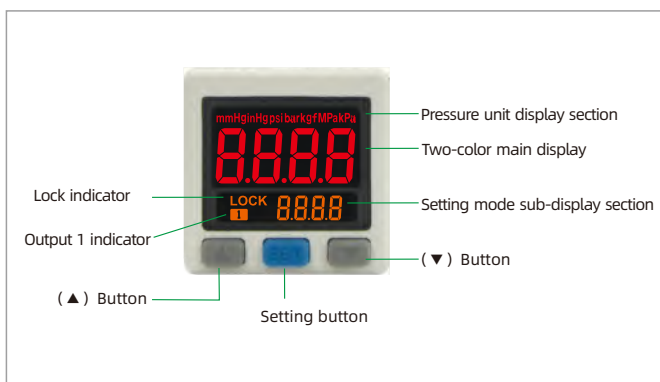 mmHginHgpsibarkgfMPakPa
8.8.8.8
LOCK
1
8.8.8.8
SET
Pressure unit display section
Two-color main display
Lock indicator
Setting mode sub-display section
Output 1 indicator
(▼) Button
(▲) Button
Setting button